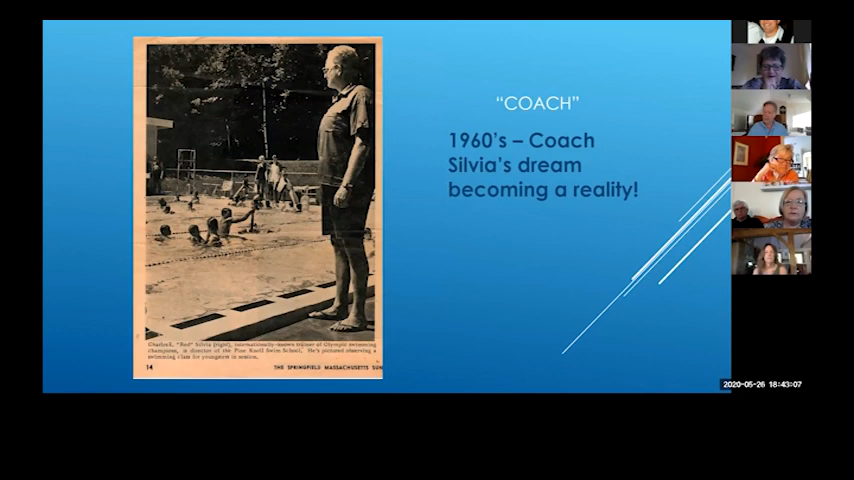 “COACH”
1960’s – Coach
Silvia’s dream
becoming a reality!
Charles E. "Red" Silvia (right), internationally-known trainer of Olympic swimming
champions, is director of the Pine Knoll Swim School. He's pictured observing a
swimming class for youngsters in session.
14 THE SPRINGFIELD MASSACHUSETTS SUN
2020-05-26 18:43:07